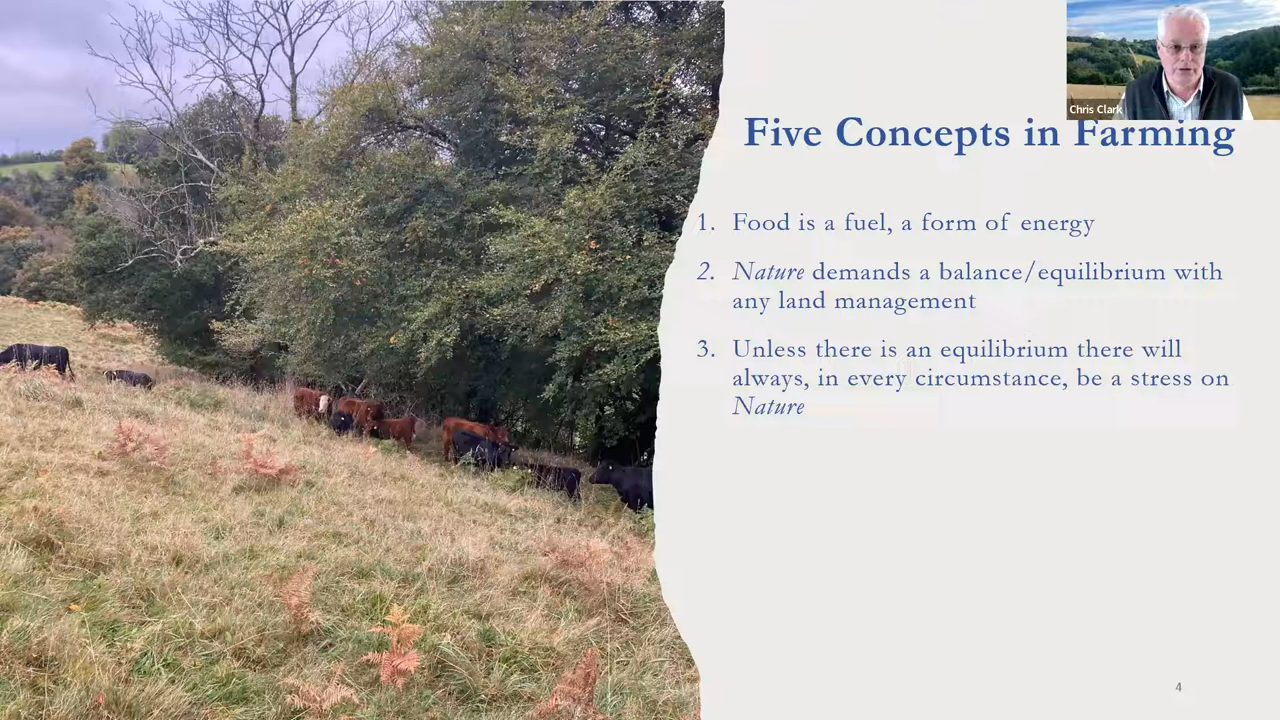 Chris Clark
Five Concepts in Farming
1. Food is a fuel, a form of energy
2. Nature demands a balance/equilibrium with
any land management
3. Unless there is an equilibrium there will
always, in every circumstance, be a stress on
Nature
4